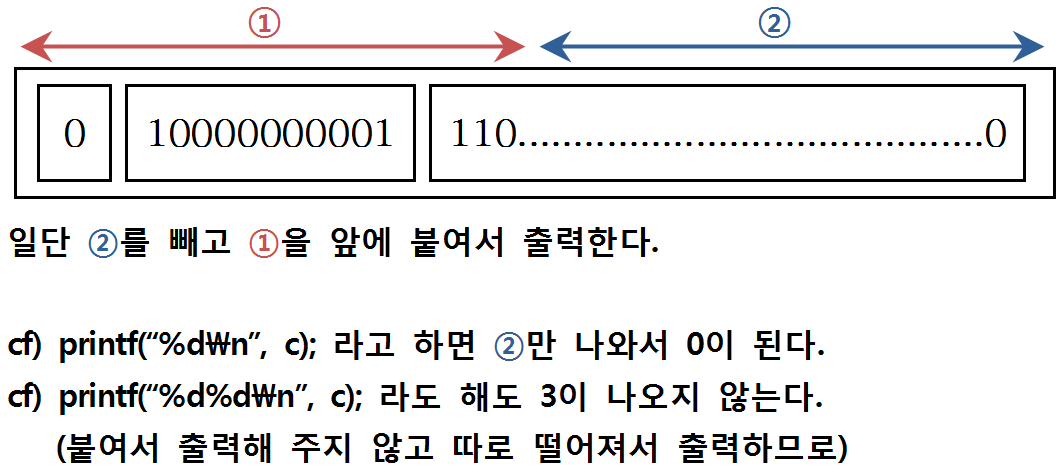 ① ②
0 10000000001 110..........................................0
일단 ②를 빼고 ①을 앞에 붙여서 출력한다.
cf) printf(“%d₩n”, c); 라고 하면 ②만 나와서 0이 된다.
cf) printf(“%d%d₩n”, c); 라도 해도 3이 나오지 않는다.
(붙여서 출력해 주지 않고 따로 떨어져서 출력하므로)